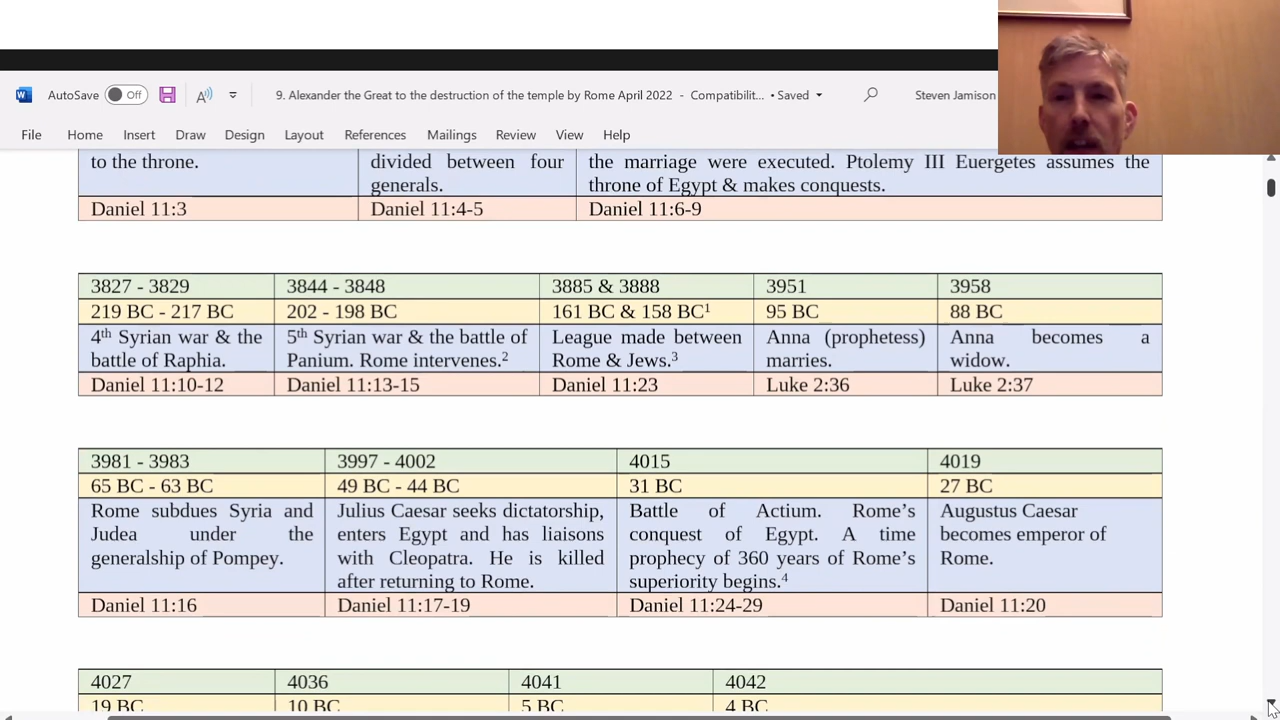 AutoSave Off 9. Alexander the Great to the destruction of the temple by Rome April 2022 - Compatibilit... • Saved Steven Jamison
File Home Insert Draw Design Layout References Mailings Review View Help
to the throne.
divided between four
generals.
the marriage were executed. Ptolemy III Euergetes assumes the
throne of Egypt & makes conquests.
Daniel 11:3
Daniel 11:4-5
Daniel 11:6-9
3827 - 3829
3844 - 3848
3885 & 3888
3951
3958
219 BC - 217 BC
202 - 198 BC
161 BC & 158 BC¹
95 BC
88 BC
4th Syrian war & the
battle of Raphia.
5th Syrian war & the battle of
Panium. Rome intervenes.²
League made between
Rome & Jews.³
Anna (prophetess)
marries.
Anna becomes a
widow.
Daniel 11:10-12
Daniel 11:13-15
Daniel 11:23
Luke 2:36
Luke 2:37
3981 - 3983
3997 - 4002
4015
4019
65 BC - 63 BC
49 BC - 44 BC
31 BC
27 BC
Rome subdues Syria and
Judea under the
generalship of Pompey.
Julius Caesar seeks dictatorship,
enters Egypt and has liaisons
with Cleopatra. He is killed
after returning to Rome.
Battle of Actium. Rome's
conquest of Egypt. A time
prophecy of 360 years of Rome's
superiority begins.⁴
Augustus Caesar
becomes emperor of
Rome.
Daniel 11:16
Daniel 11:17-19
Daniel 11:24-29
Daniel 11:20
4027
4036
4041
4042
19 BC
10 BC
5 BC
4 BC